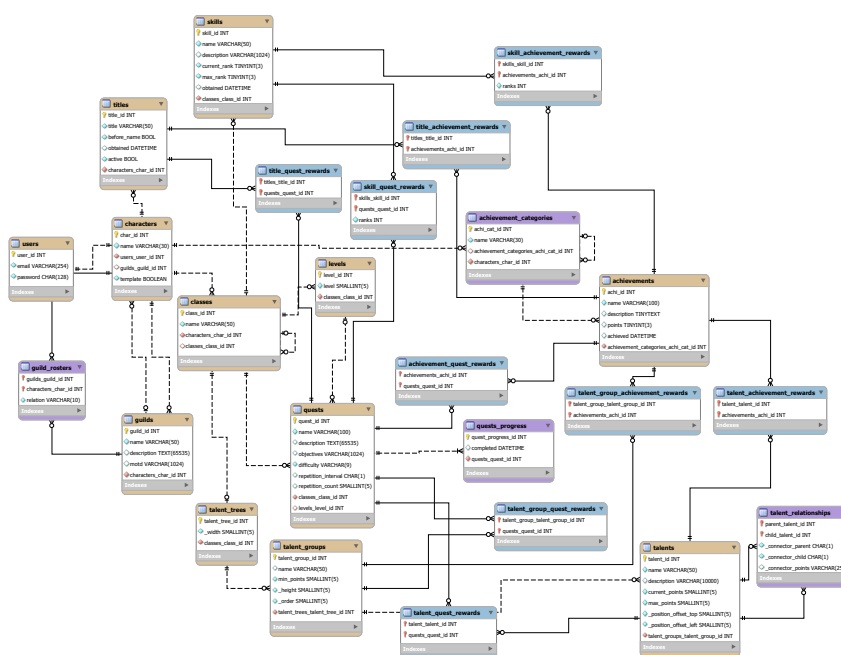 skills
skill_id INT
name VARCHAR(50)
description VARCHAR(1024)
current_rank TINYINT(3)
max_rank TINYINT(3)
obtained DATETIME
classes_class_id INT
Indexes
skill_achievement_rewards
skills_skill_id INT
achievements_achi_id INT
ranks INT
Indexes
titles
title_id INT
title VARCHAR(50)
before_name BOOL
obtained DATETIME
active BOOL
characters_char_id INT
Indexes
title_achievement_rewards
titles_title_id INT
achievements_achi_id INT
Indexes
title_quest_rewards
titles_title_id INT
quests_quest_id INT
Indexes
skill_quest_rewards
skills_skill_id INT
quests_quest_id INT
ranks INT
Indexes
achievement_categories
achi_cat_id INT
name VARCHAR(30)
achievement_categories_achi_cat_id INT
characters_char_id INT
Indexes
characters
char_id INT
name VARCHAR(30)
users_user_id INT
guilds_guild_id INT
template BOOLEAN
Indexes
users
user_id INT
email VARCHAR(254)
password CHAR(128)
Indexes
levels
level_id INT
level SMALLINT(5)
classes_class_id INT
Indexes
achievements
achi_id INT
name VARCHAR(100)
description TINYTEXT
points TINYINT(3)
achieved DATETIME
achievement_categories_achi_cat_id INT
Indexes
classes
class_id INT
name VARCHAR(50)
characters_char_id INT
classes_class_id INT
Indexes
guild_rosters
guilds_guild_id INT
characters_char_id INT
relation VARCHAR(10)
Indexes
achievement_quest_rewards
achievements_achi_id INT
quests_quest_id INT
Indexes
talent_group_achievement_rewards
talent_group_talent_group_id INT
achievements_achi_id INT
Indexes
talent_achievement_rewards
talent_talent_id INT
achievements_achi_id INT
Indexes
guilds
guild_id INT
name VARCHAR(50)
description TEXT(65535)
motd VARCHAR(1024)
characters_char_id INT
Indexes
quests
quest_id INT
name VARCHAR(100)
description TEXT(65535)
objectives VARCHAR(1024)
difficulty VARCHAR(9)
repetition_interval CHAR(1)
repetition_count SMALLINT(5)
classes_class_id INT
levels_level_id INT
Indexes
quests_progress
quest_progress_id INT
completed DATETIME
quests_quest_id INT
Indexes
talent_trees
talent_tree_id INT
_width SMALLINT(5)
classes_class_id INT
Indexes
talent_group_quest_rewards
talent_group_talent_group_id INT
quests_quest_id INT
Indexes
talent_relationships
parent_talent_id INT
child_talent_id INT
_connector_parent CHAR(1)
_connector_child CHAR(1)
_connector_points VARCHAR(25
Indexes
talent_groups
talent_group_id INT
name VARCHAR(50)
min_points SMALLINT(5)
_height SMALLINT(5)
_order SMALLINT(5)
talent_trees_talent_tree_id INT
Indexes
talents
talent_id INT
name VARCHAR(50)
description VARCHAR(10000)
current_points SMALLINT(5)
max_points SMALLINT(5)
_position_offset_top SMALLINT(5)
_position_offset_left SMALLINT(5)
talent_groups_talent_group_id INT
Indexes
talent_quest_rewards
talent_talent_id INT
quests_quest_id INT
Indexes